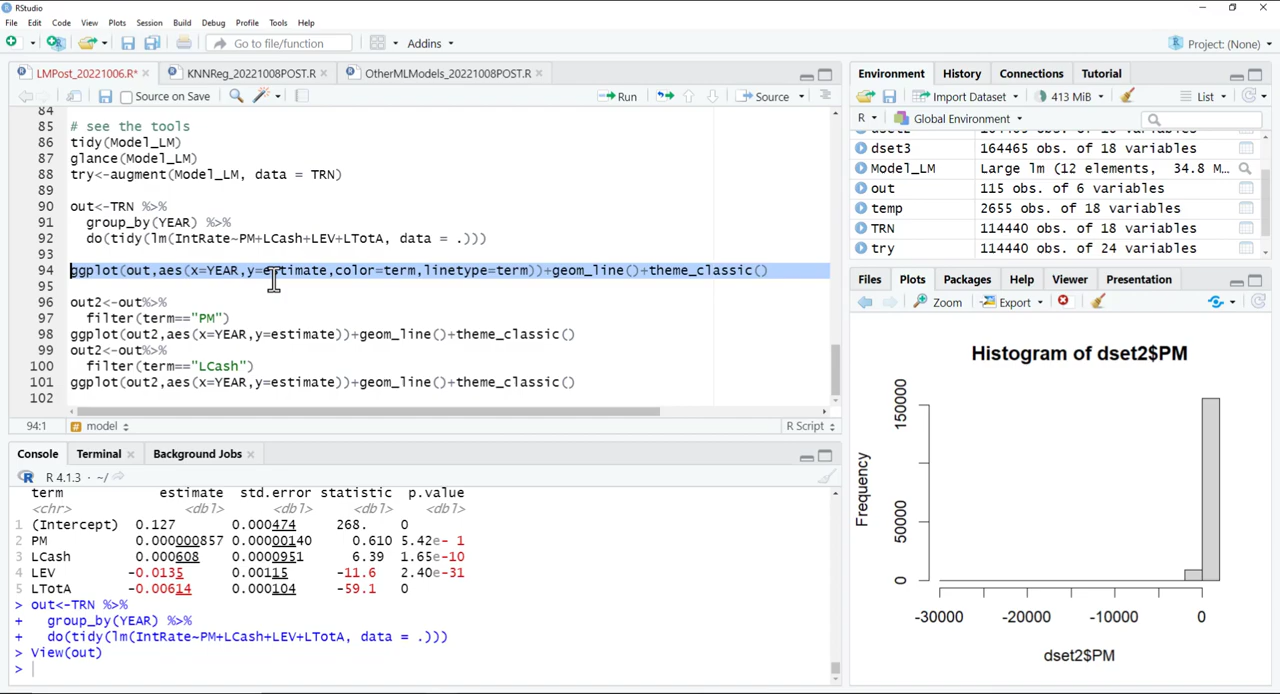 RStudio
File Edit Code View Plots Session Build Debug Profile Tools Help
Go to file/function Addins Project: (None)
LMPost_20221006.R* KNNReg_20221008POST.R OtherMLModels_20221008POST.R
Source on Save Run Source
84
85 # see the tools
86 tidy(Model_LM)
87 glance(Model_LM)
88 try<-augment(Model_LM, data = TRN)
89
90 out<-TRN %>%
91 group_by(YEAR) %>%
92 do(tidy(lm(IntRate~PM+LCash+LEV+LTotA, data = .)))
93
94 ggplot(out,aes(x=YEAR,y=estimate,color=term,linetype=term))+geom_line()+theme_classic()
95
96 out2<-out%>%
97 filter(term=="PM")
98 ggplot(out2,aes(x=YEAR,y=estimate))+geom_line()+theme_classic()
99 out2<-out%>%
100 filter(term=="LCash")
101 ggplot(out2,aes(x=YEAR,y=estimate))+geom_line()+theme_classic()
102
94:1 model R Script
Console Terminal Background Jobs
R 4.1.3 · ~/
term estimate std.error statistic p.value
<chr> <dbl> <dbl> <dbl> <dbl>
1 (Intercept) 0.127 0.000474 268. 0
2 PM 0.000000857 0.00000140 0.610 5.42e- 1
3 LCash 0.000608 0.0000951 6.39 1.65e-10
4 LEV -0.0135 0.00115 -11.6 2.40e-31
5 LTotA -0.00614 0.000104 -59.1 0
> out<-TRN %>%
+ group_by(YEAR) %>%
+ do(tidy(lm(IntRate~PM+LCash+LEV+LTotA, data = .)))
> View(out)
>
Environment History Connections Tutorial
Import Dataset 413 MiB List
R Global Environment
dset3 164465 obs. of 18 variables
Model_LM Large lm (12 elements, 34.8 M...
out 115 obs. of 6 variables
temp 2655 obs. of 18 variables
TRN 114440 obs. of 18 variables
try 114440 obs. of 24 variables
Files Plots Packages Help Viewer Presentation
Zoom Export
Histogram of dset2$PM
Frequency
150000
50000
0
-30000 -20000 -10000 0
dset2$PM